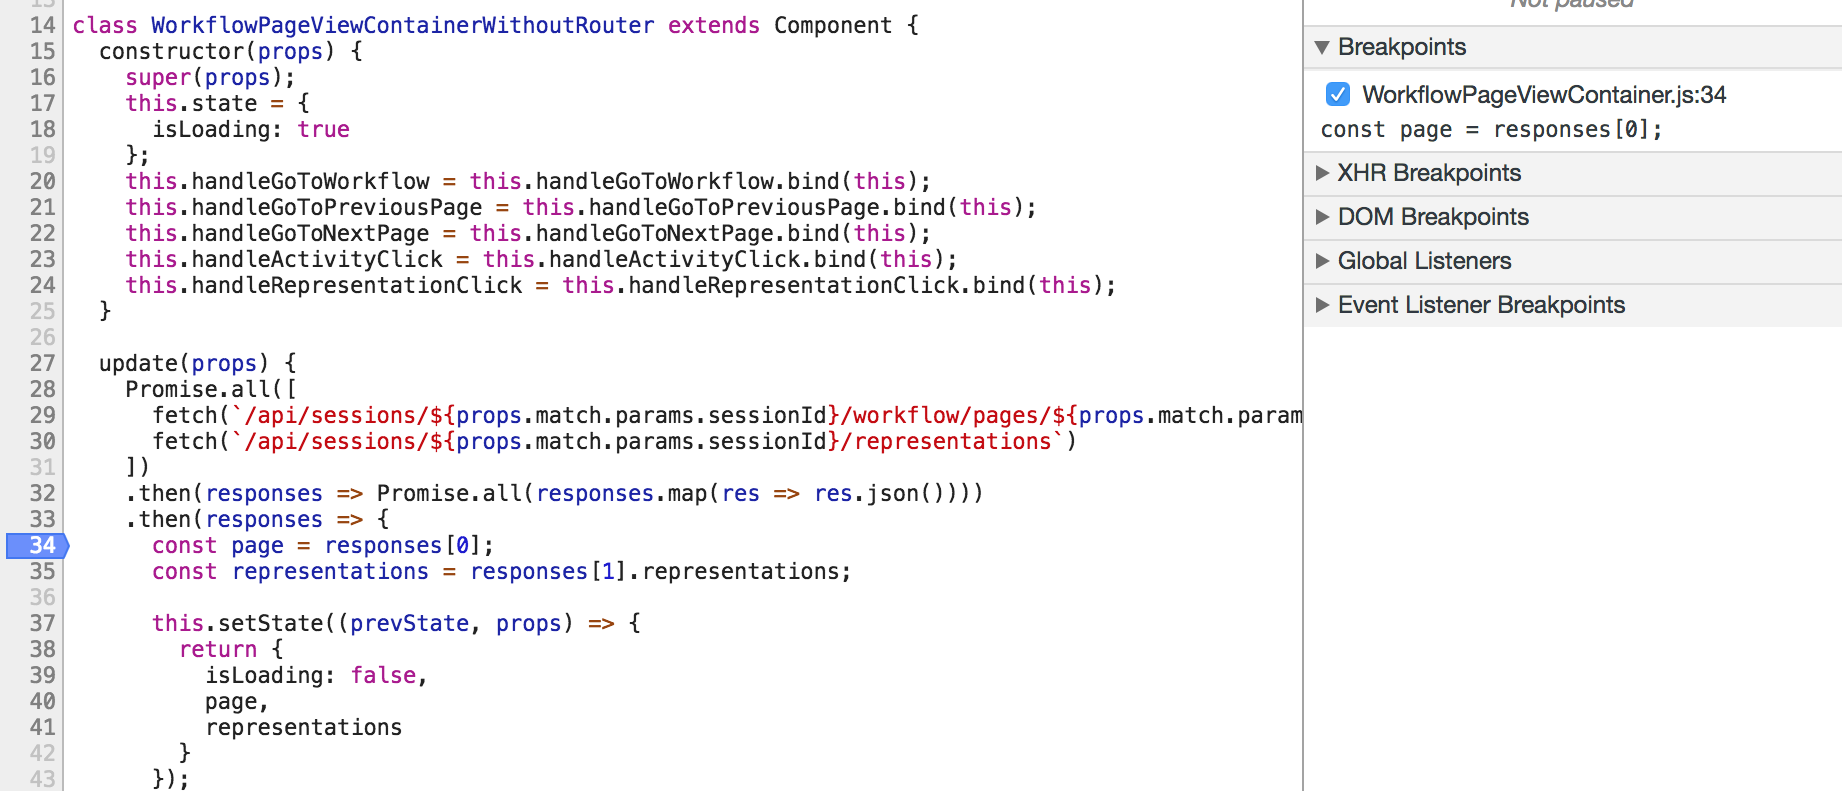 13
Not paused
14 class WorkflowPageViewContainerWithoutRouter extends Component {
15   constructor(props) {
16     super(props);
17     this.state = {
18       isLoading: true
19     };
20     this.handleGoToWorkflow = this.handleGoToWorkflow.bind(this);
21     this.handleGoToPreviousPage = this.handleGoToPreviousPage.bind(this);
22     this.handleGoToNextPage = this.handleGoToNextPage.bind(this);
23     this.handleActivityClick = this.handleActivityClick.bind(this);
24     this.handleRepresentationClick = this.handleRepresentationClick.bind(this);
25   }
26
27   update(props) {
28     Promise.all([
29       fetch(`/api/sessions/${props.match.params.sessionId}/workflow/pages/${props.match.param
30       fetch(`/api/sessions/${props.match.params.sessionId}/representations`)
31     ])
32     .then(responses => Promise.all(responses.map(res => res.json())))
33     .then(responses => {
34       const page = responses[0];
35       const representations = responses[1].representations;
36
37       this.setState((prevState, props) => {
38         return {
39           isLoading: false,
40           page,
41           representations
42         }
43       });
Breakpoints
WorkflowPageViewContainer.js:34
const page = responses[0];
XHR Breakpoints
DOM Breakpoints
Global Listeners
Event Listener Breakpoints